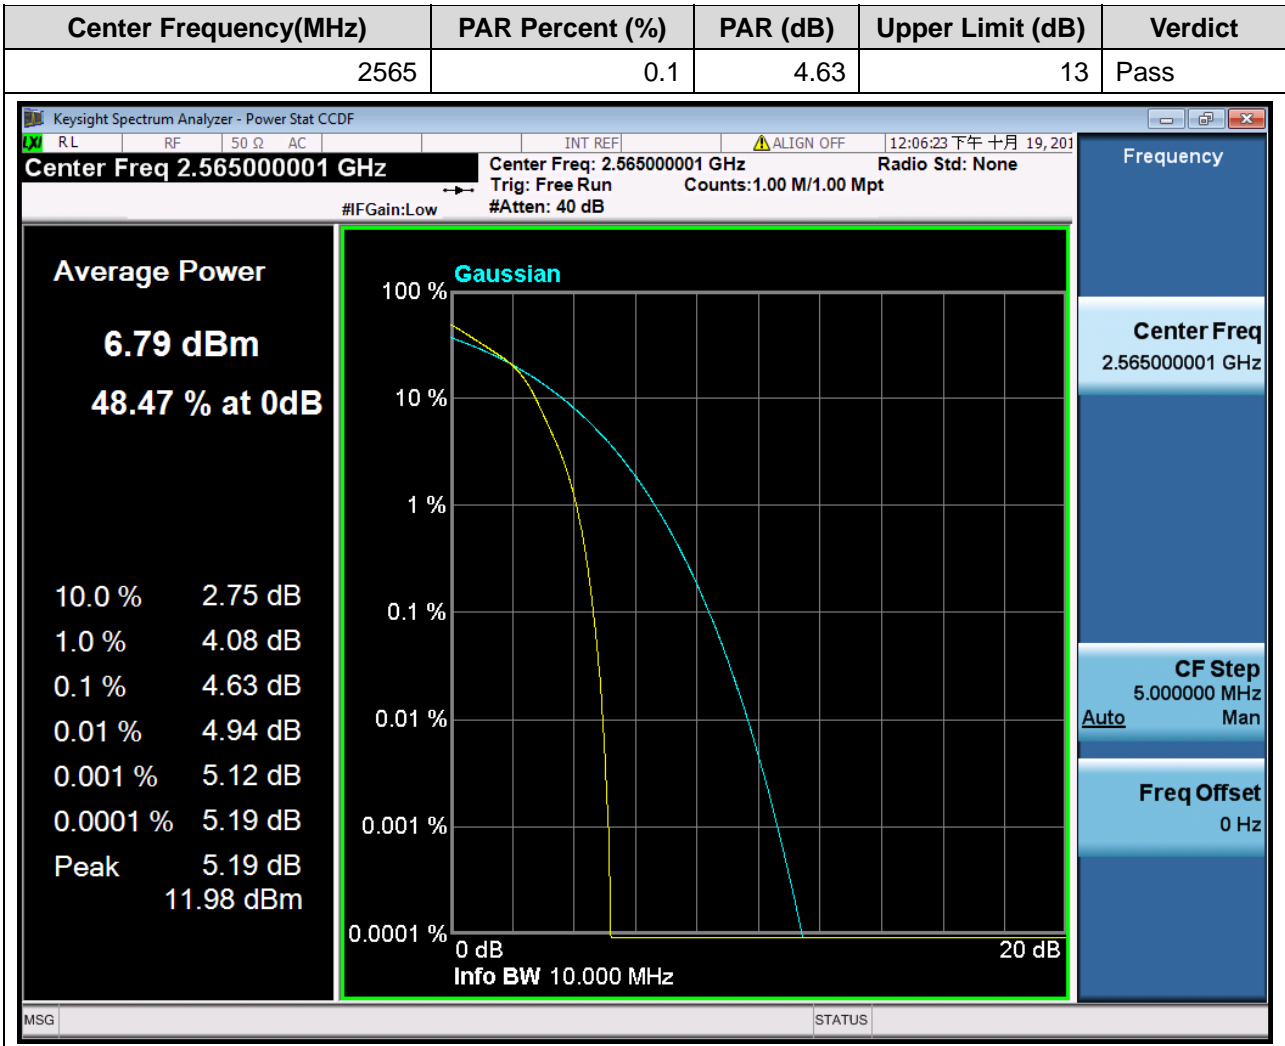 Center Frequency(MHz) PAR Percent (%) PAR (dB) Upper Limit (dB) Verdict
2565 0.1 4.63 13 Pass
Keysight Spectrum Analyzer - Power Stat CCDF
LXI RL RF 50 Ω AC INT REF ALIGN OFF 12:06:23 下午 十月 19, 201
Center Freq 2.565000001 GHz
Center Freq: 2.565000001 GHz Radio Std: None
Trig: Free Run Counts:1.00 M/1.00 Mpt
#IFGain:Low #Atten: 40 dB
Average Power
6.79 dBm
48.47 % at 0dB
10.0 % 2.75 dB
1.0 % 4.08 dB
0.1 % 4.63 dB
0.01 % 4.94 dB
0.001 % 5.12 dB
0.0001 % 5.19 dB
Peak 5.19 dB
11.98 dBm
Gaussian
100 %
10 %
1 %
0.1 %
0.01 %
0.001 %
0.0001 %
0 dB 20 dB
Info BW 10.000 MHz
Frequency
Center Freq
2.565000001 GHz
CF Step
5.000000 MHz
Auto Man
Freq Offset
0 Hz
MSG STATUS